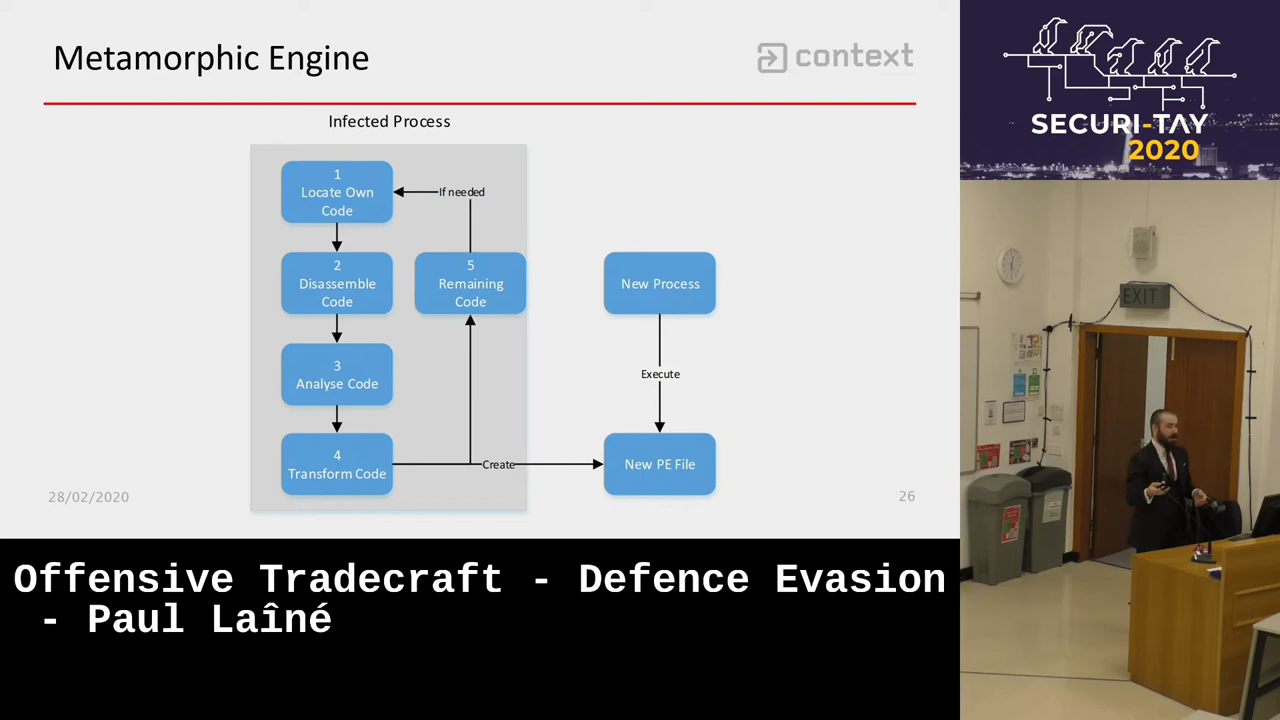 Metamorphic Engine
context
Infected Process
1
Locate Own
Code
If needed
2
Disassemble
Code
5
Remaining
Code
New Process
3
Analyse Code
Execute
4
Transform Code
Create
New PE File
28/02/2020
26
SECURI-TAY
2020
EXIT
Offensive Tradecraft - Defence Evasion
- Paul Laîné